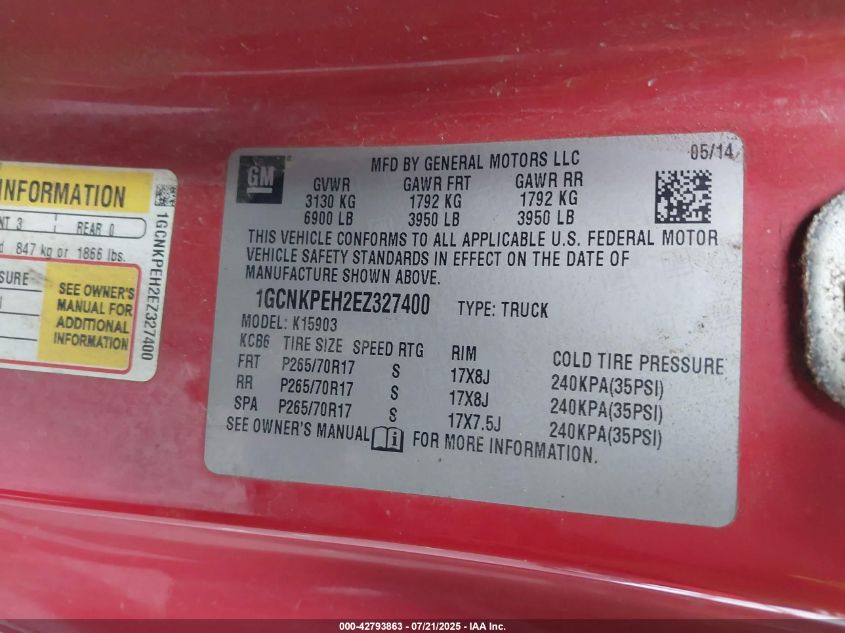 INFORMATION
NT 3 REAR 0
847 kg or 1866 lbs.
SEE OWNER'S
MANUAL FOR
ADDITIONAL
INFORMATION
1GCNKPEH2EZ327400
GM
MFD BY GENERAL MOTORS LLC 05/14
GVWR GAWR FRT GAWR RR
3130 KG 1792 KG 1792 KG
6900 LB 3950 LB 3950 LB
THIS VEHICLE CONFORMS TO ALL APPLICABLE U.S. FEDERAL MOTOR
VEHICLE SAFETY STANDARDS IN EFFECT ON THE DATE OF
MANUFACTURE SHOWN ABOVE.
1GCNKPEH2EZ327400 TYPE: TRUCK
MODEL: K15903
KCB6 TIRE SIZE SPEED RTG RIM COLD TIRE PRESSURE
FRT P265/70R17 S 17X8J 240KPA(35PSI)
RR P265/70R17 S 17X8J 240KPA(35PSI)
SPA P265/70R17 S 17X7.5J 240KPA(35PSI)
SEE OWNER'S MANUAL i FOR MORE INFORMATION.
000-42793863 - 07/21/2025 - IAA Inc.